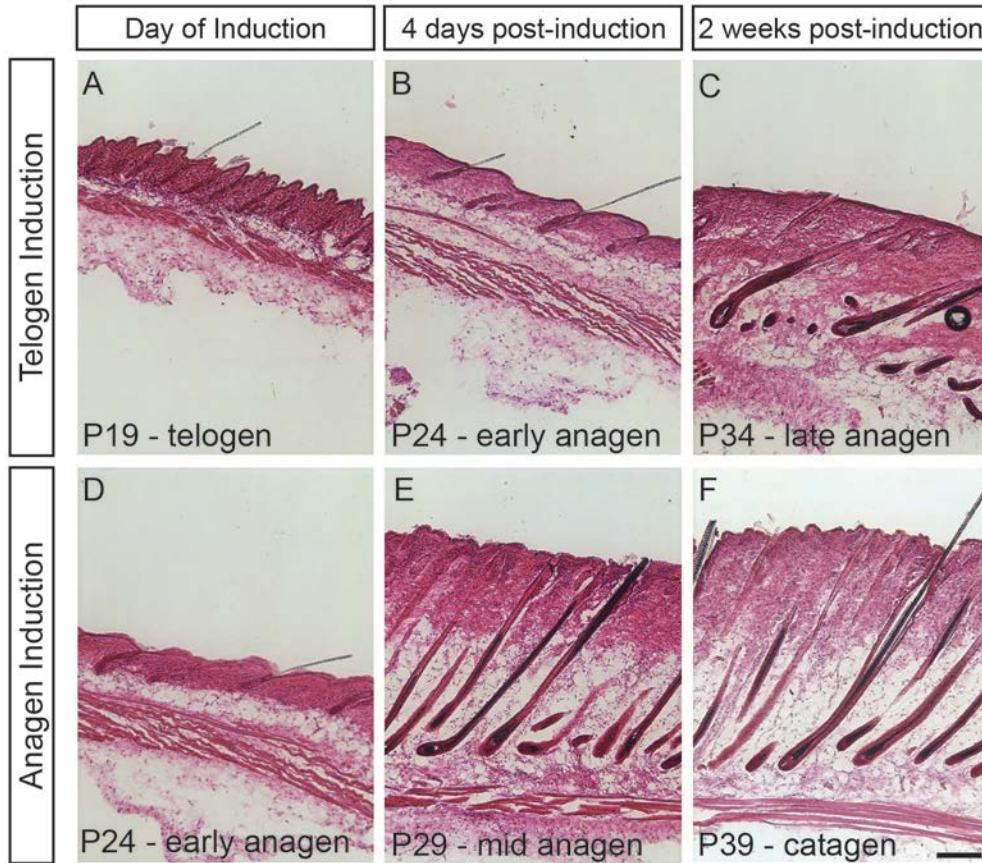 Day of Induction
4 days post-induction
2 weeks post-induction
Telogen Induction
A
B
C
P19 - telogen
P24 - early anagen
P34 - late anagen
Anagen Induction
D
E
F
P24 - early anagen
P29 - mid anagen
P39 - catagen